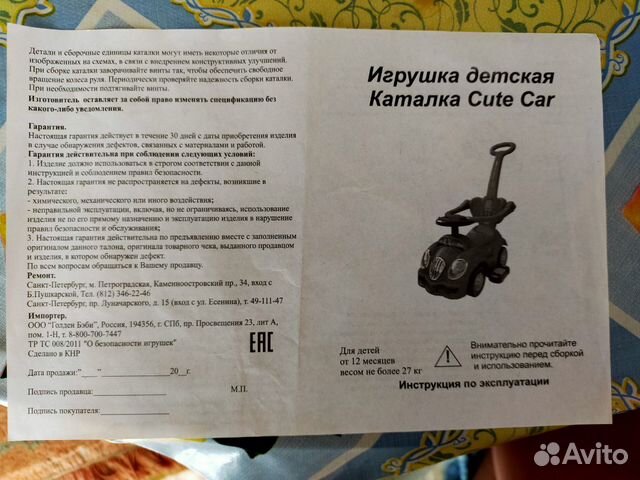 Детали и сборочные единицы каталки могут иметь некоторые отличия от
изображенных на схемах, в связи с внедрением конструктивных улучшений.
При сборке каталки заворачивайте винты так, чтобы обеспечить свободное
вращение колеса руля. Периодически проверяйте надежность сборки каталки.
При необходимости подтягивайте винты.
Изготовитель оставляет за собой право изменять спецификацию без
какого-либо уведомления.
Гарантия.
Настоящая гарантия действует в течение 30 дней с даты приобретения изделия
в случае обнаружения дефектов, связанных с материалами и работой.
Гарантия действительна при соблюдении следующих условий:
1. Изделие должно использоваться в строгом соответствии с данной
инструкцией и соблюдением правил безопасности.
2. Настоящая гарантия не распространяется на дефекты, возникшие в
результате:
- химического, механического или иного воздействия;
- неправильной эксплуатации, включая, но не ограничиваясь, использование
изделия не по его прямому назначению и эксплуатацию изделия в нарушение
правил безопасности и обслуживания;
3. Настоящая гарантия действительна по предъявлению вместе с заполненным
оригиналом данного талона, оригинала товарного чека, выданного продавцом
и изделия, в котором обнаружен дефект.
По всем вопросам обращаться к Вашему продавцу.
Ремонт.
Санкт-Петербург, м. Петроградская, Каменноостровский пр., 34, вход с
Б.Пушкарской, Тел. (812) 346-22-46
Санкт-Петербург, пр. Луначарского, д. 15 (вход с ул. Есенина), т. 49-111-47
Импортер.
ООО "Голден Бэби", Россия, 194356, г. СПб, пр. Просвещения 23, лит А,
пом. 1-Н, т. 8-800-700-7447
ТР ТС 008/2011 "О безопасности игрушек"
Сделано в КНР
ЕАС
Дата продажи:"___"______________20__г.
Подпись продавца:__________________ М.П.
Подпись покупателя:__________________
Игрушка детская
Каталка Cute Car
Для детей
от 12 месяцев
весом не более 27 кг
Внимательно прочитайте
инструкцию перед сборкой
и использованием.
Инструкция по эксплуатации
Avito